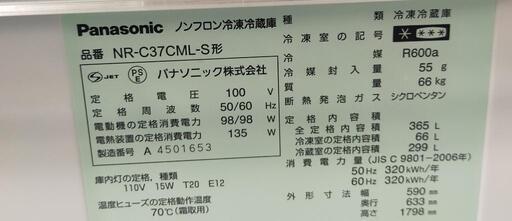 Panasonic ノンフロン冷凍冷蔵庫
品番 NR-C37CML-S形
S JET PS E パナソニック株式会社
定格電圧 100 V
定格周波数 50/60 Hz
電動機の定格消費電力 98/98 W
電熱装置の定格消費電力 135 W
製造番号 A 4501653
庫内灯の定格，種類
110V 15W T20 E12
温度ヒューズの定格動作温度
70℃(霜取用)
種類 冷凍冷蔵庫
冷凍室の記号
冷媒 R600a
冷媒封入量 55 g
質量 66 kg
断熱発泡ガス シクロペンタン
全定格内容積 365 L
冷凍室の定格内容積 66 L
冷蔵室の定格内容積 299 L
消費電力量(JIS C 9801-2006年)
50 Hz 320 kWh/年
60 Hz 320 kWh/年
外形寸法 幅 590 mm
奥行 633 mm
高さ 1798 mm